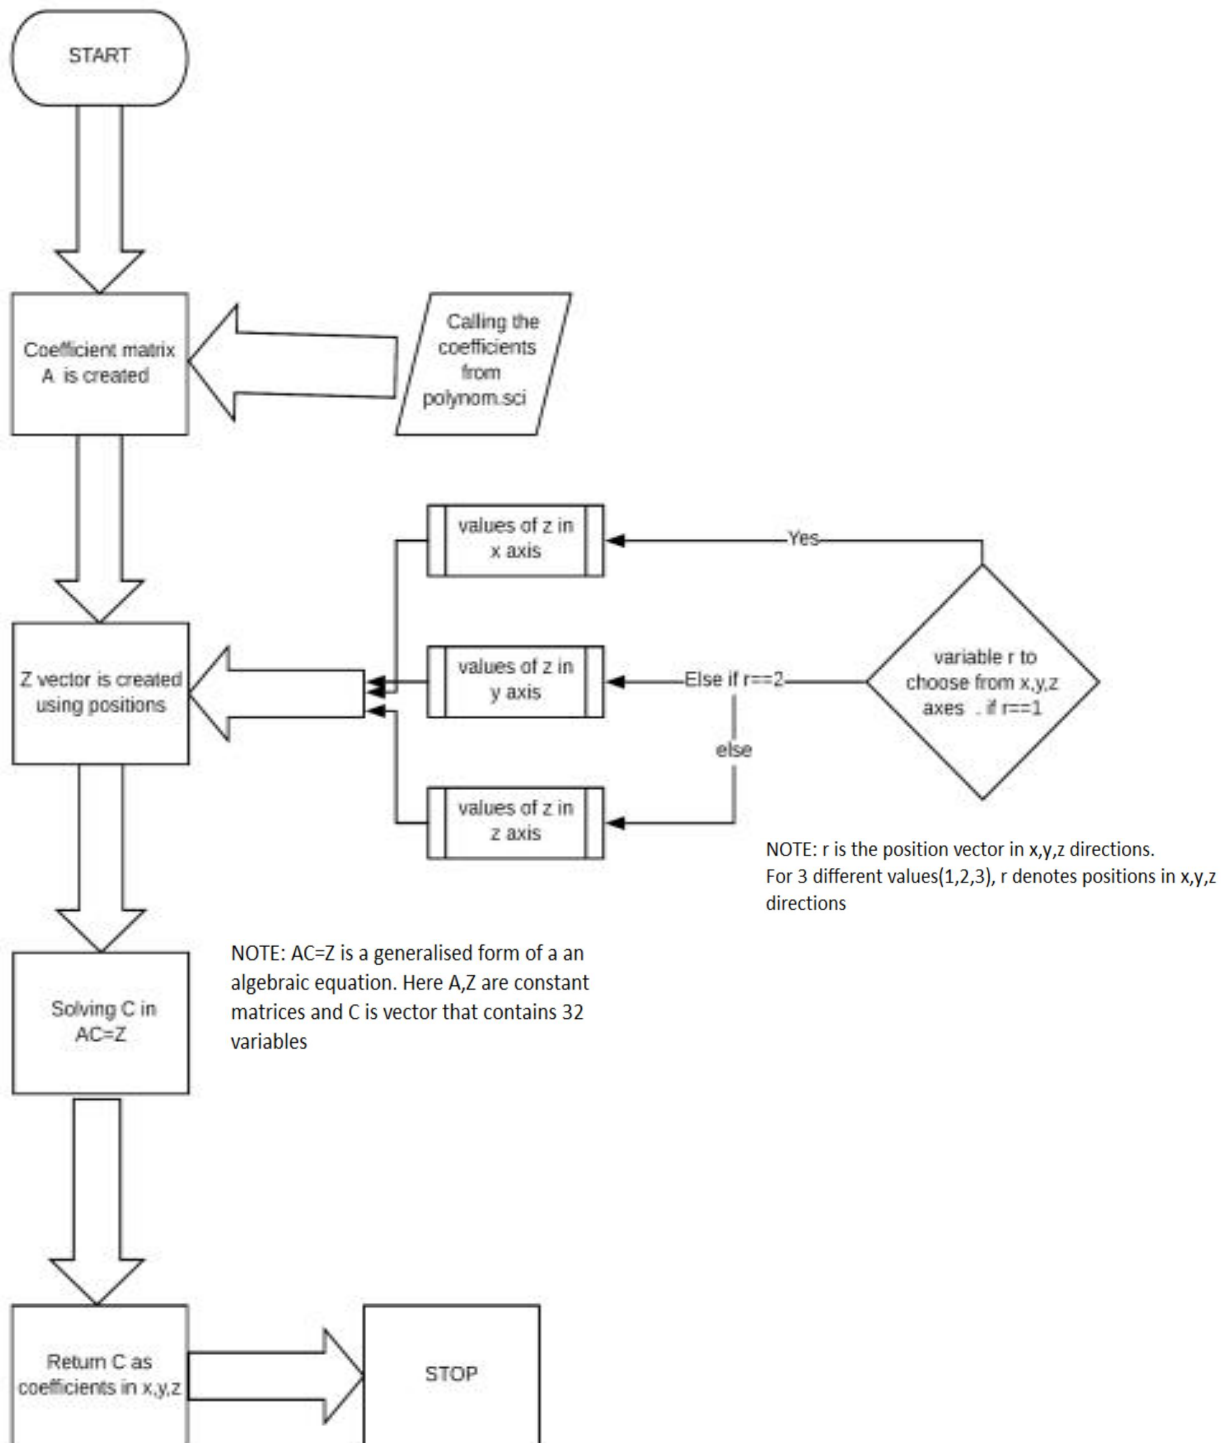 START
Coefficient matrix
A is created
Calling the
coefficients
from
polynom.sci
values of z in
x axis
Yes
Z vector is created
using positions
values of z in
y axis
Else if r==2
variable r to
choose from x,y,z
axes . if r==1
else
values of z in
z axis
NOTE: r is the position vector in x,y,z directions.
For 3 different values(1,2,3), r denotes positions in x,y,z
directions
Solving C in
AC=Z
NOTE: AC=Z is a generalised form of a an
algebraic equation. Here A,Z are constant
matrices and C is vector that contains 32
variables
Return C as
coefficients in x,y,z
STOP